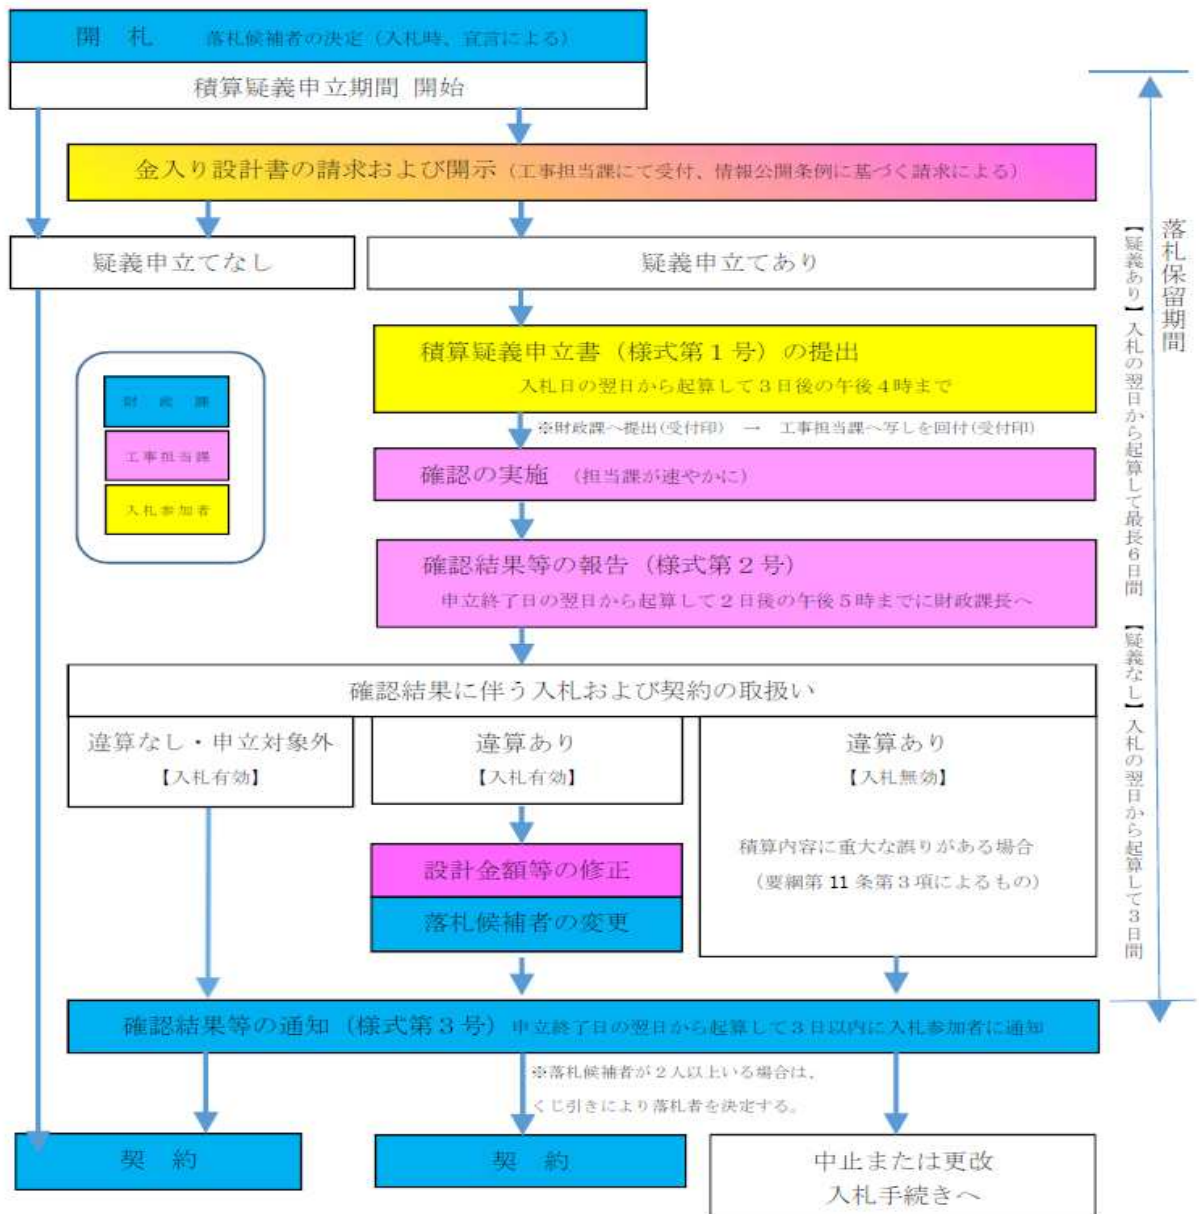 開　札　　落札候補者の決定（入札時、宣言による）
積算疑義申立期間 開始
金入り設計書の請求および開示（工事担当課にて受付、情報公開条例に基づく請求による）
疑義申立てなし
疑義申立てあり
積算疑義申立書（様式第１号）の提出
入札日の翌日から起算して３日後の午後４時まで
※財政課へ提出(受付印)　→　工事担当課へ写しを回付(受付印)
財　政　課
工事担当課
入札参加者
確認の実施　（担当課が速やかに）
確認結果等の報告（様式第２号）
申立終了日の翌日から起算して２日後の午後５時までに財政課長へ
確認結果に伴う入札および契約の取扱い
違算なし・申立対象外
【入札有効】
違算あり
【入札有効】
違算あり
【入札無効】
積算内容に重大な誤りがある場合
（要綱第 11 条第３項によるもの）
設計金額等の修正
落札候補者の変更
確認結果等の通知（様式第３号）申立終了日の翌日から起算して３日以内に入札参加者に通知
※落札候補者が２人以上いる場合は、
くじ引きにより落札者を決定する。
契　約
契　約
中止または更改
入札手続きへ
落札保留期間
【疑義あり】入札の翌日から起算して最長６日間　【疑義なし】入札の翌日から起算して３日間